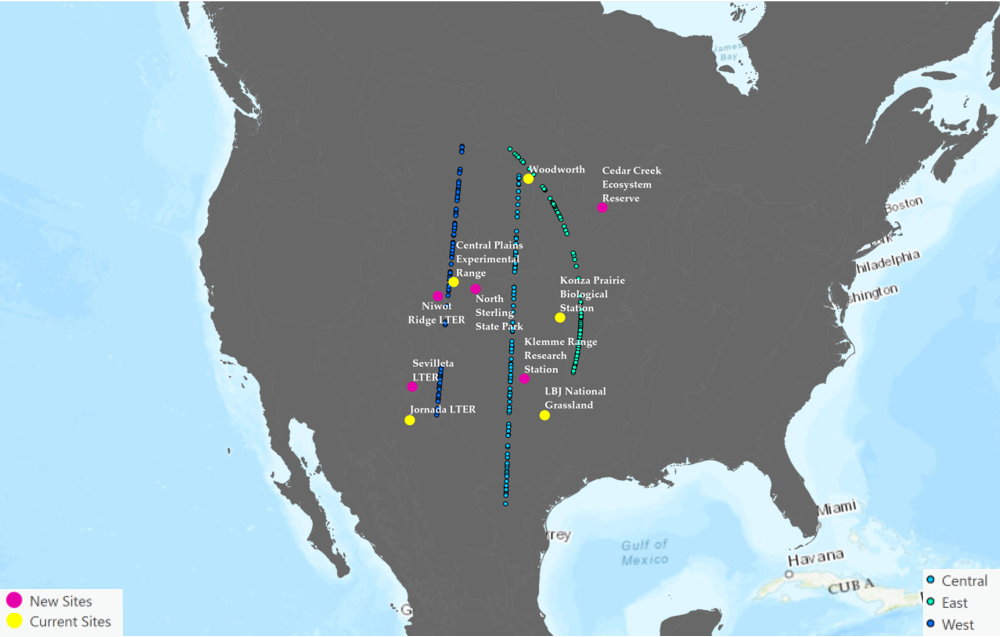 James
Bay
Woodworth
Cedar Creek
Ecosystem
Reserve
Boston
Philadelphia
Central Plains
Experimental
Range
Konza Prairie
Biological
Station
Niwot
Ridge LTER
North
Sterling
State Park
Klemme Range
Research
Station
Sevilleta
LTER
LBJ National
Grassland
Jornada LTER
Miami
Gulf of
Mexico
Havana
CUBA
New Sites
Current Sites
Central
East
West